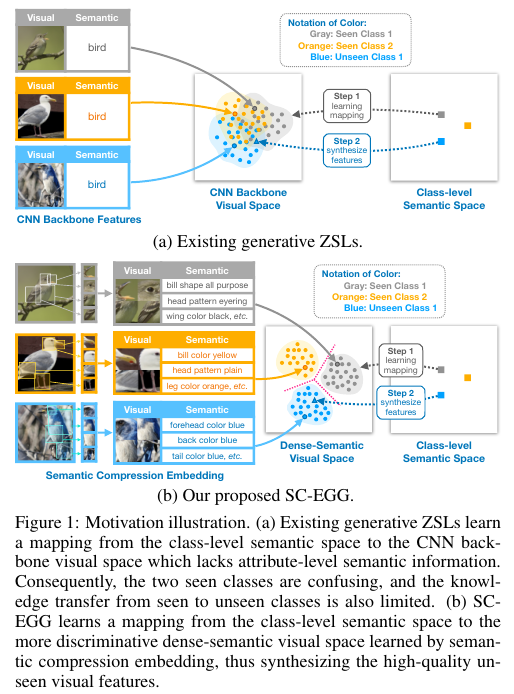 Visual Semantic
bird
Visual Semantic
bird
Visual Semantic
bird
CNN Backbone Features
Notation of Color:
Gray: Seen Class 1
Orange: Seen Class 2
Blue: Unseen Class 1
Step 1
learning
mapping
Step 2
synthesize
features
CNN Backbone
Visual Space
Class-level
Semantic Space
(a) Existing generative ZSLs.
Visual Semantic
bill shape all purpose
head pattern eyering
wing color black, etc.
Visual Semantic
bill color yellow
head pattern plain
leg color orange, etc.
Visual Semantic
forehead color blue
back color blue
tail color blue, etc.
Semantic Compression Embedding
Notation of Color:
Gray: Seen Class 1
Orange: Seen Class 2
Blue: Unseen Class 1
Step 1
learning
mapping
Step 2
synthesize
features
Dense-Semantic
Visual Space
Class-level
Semantic Space
(b) Our proposed SC-EGG.
Figure 1: Motivation illustration. (a) Existing generative ZSLs learn
a mapping from the class-level semantic space to the CNN back-
bone visual space which lacks attribute-level semantic information.
Consequently, the two seen classes are confusing, and the knowl-
edge transfer from seen to unseen classes is also limited. (b) SC-
EGG learns a mapping from the class-level semantic space to the
more discriminative dense-semantic visual space learned by seman-
tic compression embedding, thus synthesizing the high-quality un-
seen visual features.